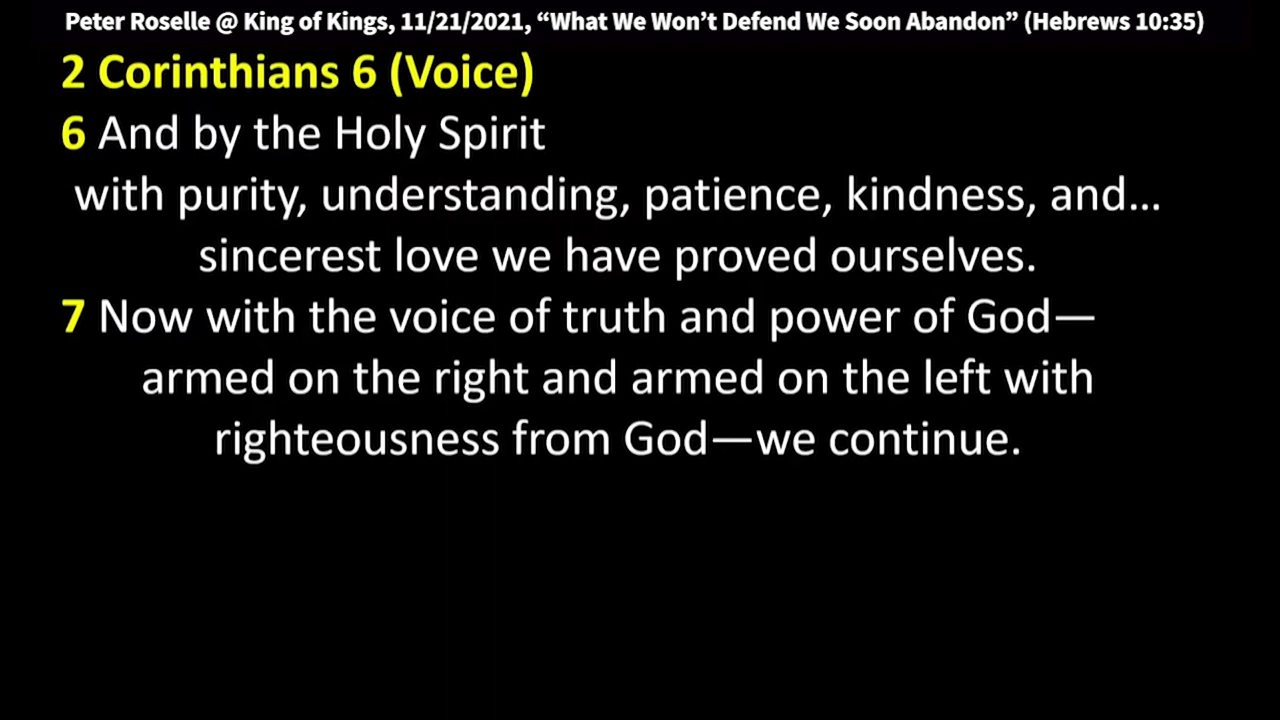 Peter Roselle @ King of Kings, 11/21/2021, “What We Won’t Defend We Soon Abandon” (Hebrews 10:35)
2 Corinthians 6 (Voice)
6 And by the Holy Spirit
with purity, understanding, patience, kindness, and…
sincerest love we have proved ourselves.
7 Now with the voice of truth and power of God—
armed on the right and armed on the left with
righteousness from God—we continue.